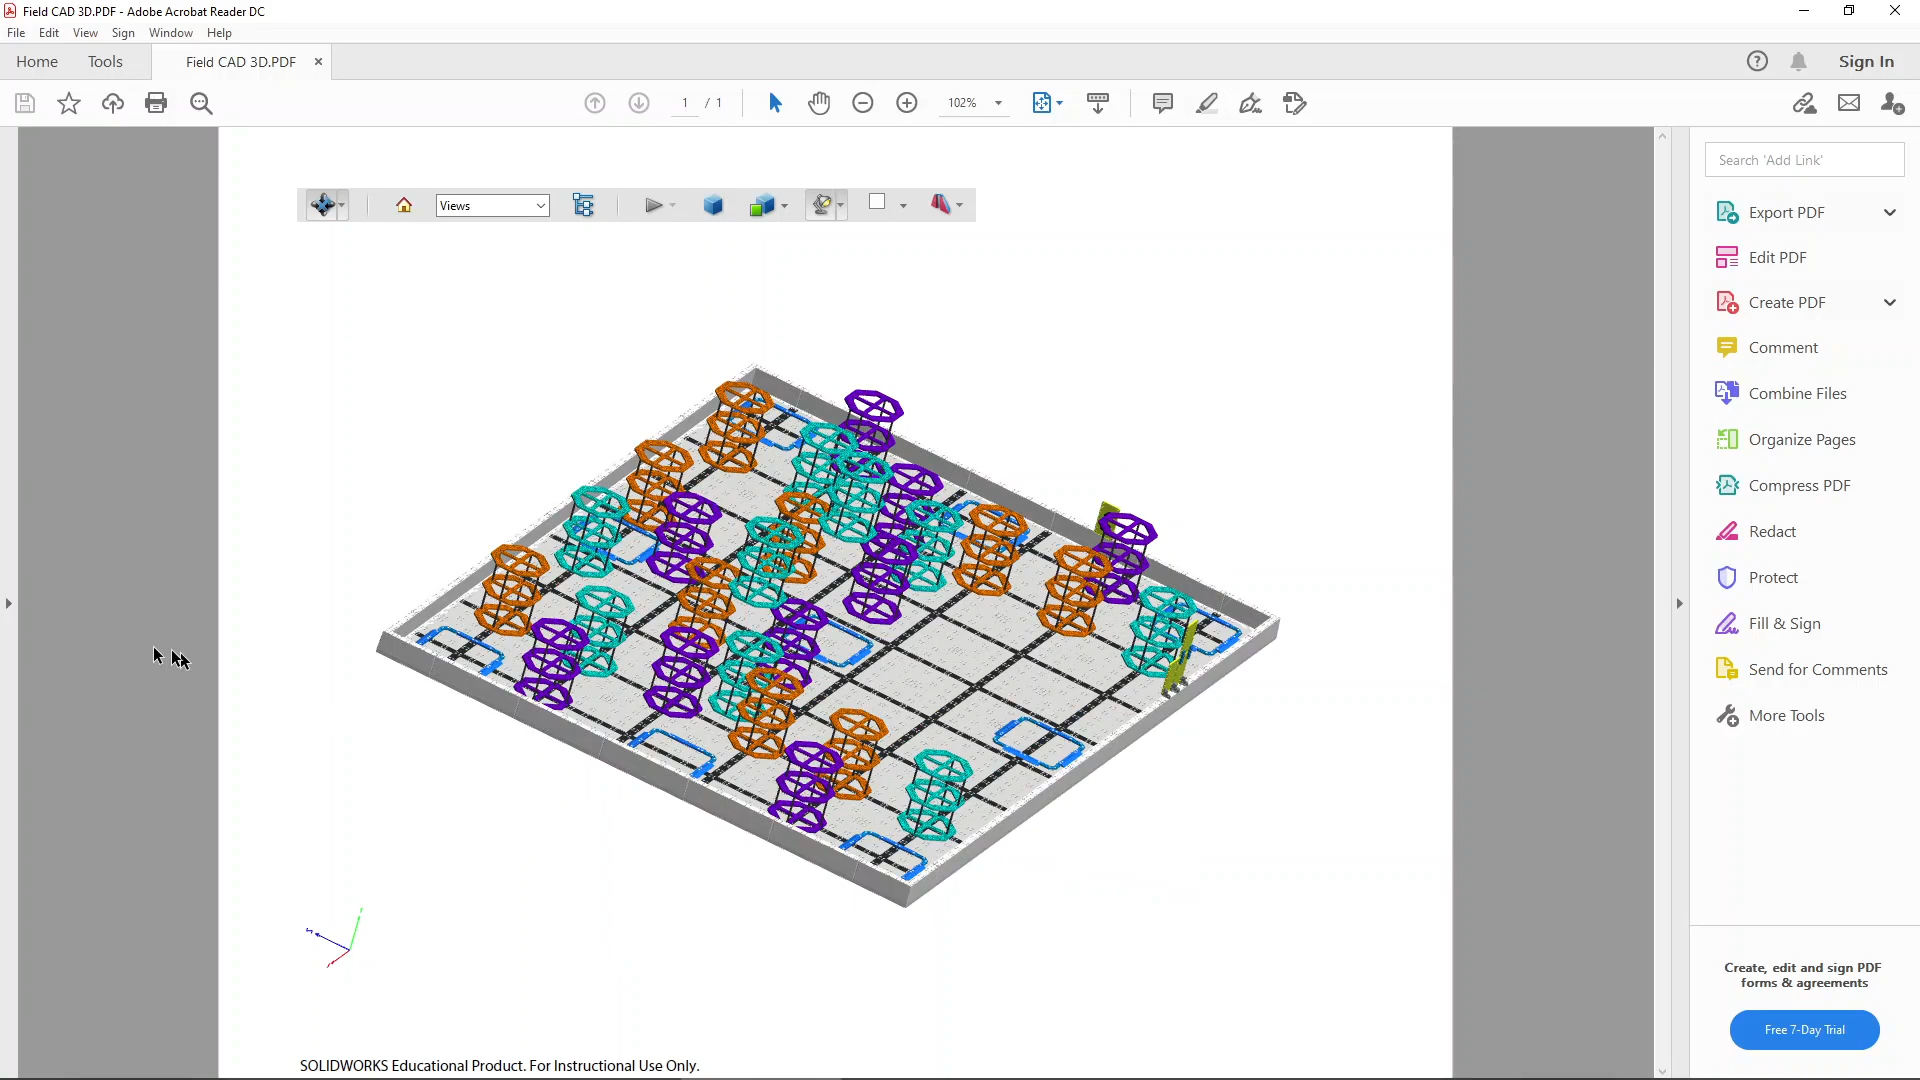 Field CAD 3D.PDF - Adobe Acrobat Reader DC
File Edit View Sign Window Help
Home Tools Field CAD 3D.PDF Sign In
1 / 1 102%
Views
Search 'Add Link'
Export PDF
Edit PDF
Create PDF
Comment
Combine Files
Organize Pages
Compress PDF
Redact
Protect
Fill & Sign
Send for Comments
More Tools
Create, edit and sign PDF
forms & agreements
Free 7-Day Trial
SOLIDWORKS Educational Product. For Instructional Use Only.